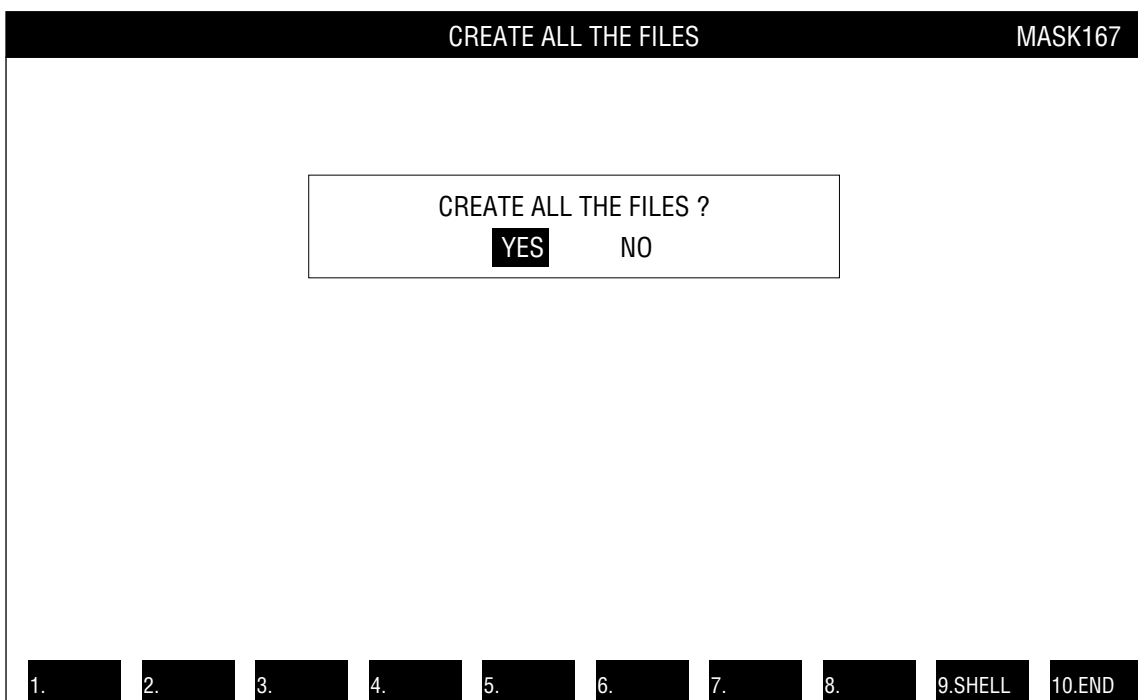 CREATE ALL THE FILES MASK167
CREATE ALL THE FILES ?
YES NO
1. 2. 3. 4. 5. 6. 7. 8. 9.SHELL 10.END